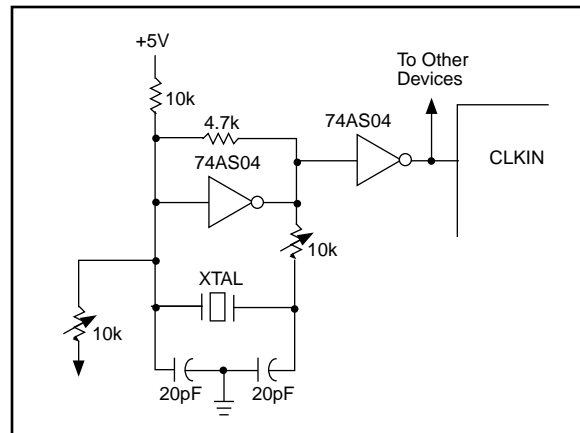 +5V
To Other
Devices
10k
4.7k
74AS04
74AS04
CLKIN
10k
XTAL
10k
20pF
20pF